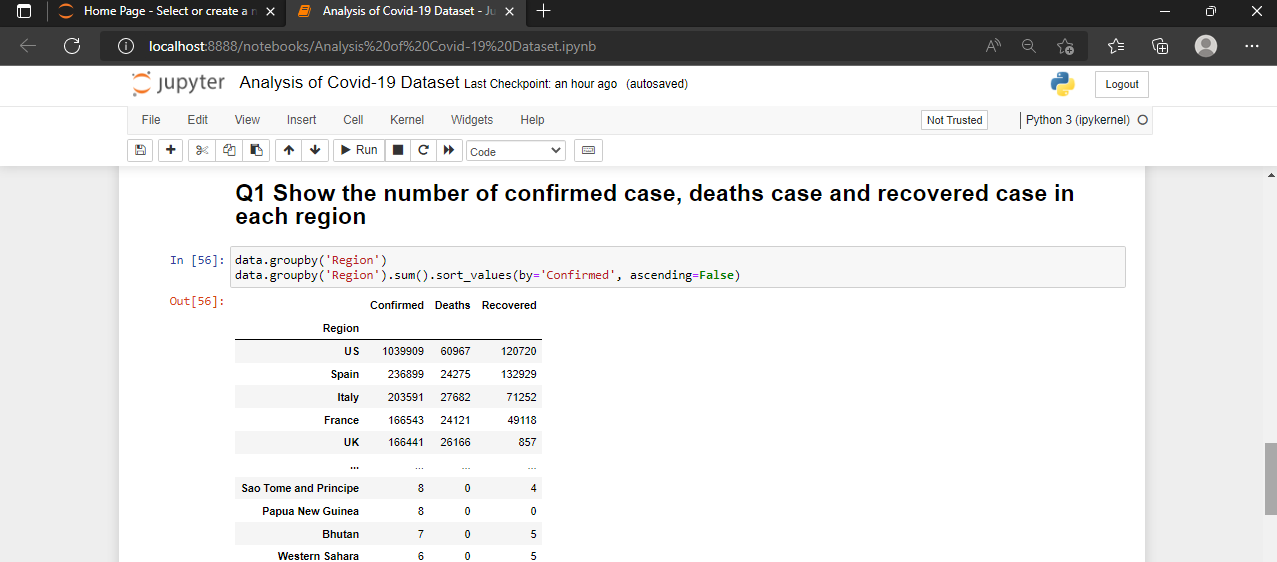 Home Page - Select or create a n
Analysis of Covid-19 Dataset - Ju
localhost:8888/notebooks/Analysis%20of%20Covid-19%20Dataset.ipynb
jupyter Analysis of Covid-19 Dataset Last Checkpoint: an hour ago (autosaved)
Logout
File Edit View Insert Cell Kernel Widgets Help
Not Trusted
Python 3 (ipykernel)
Run
Code
Q1 Show the number of confirmed case, deaths case and recovered case in
each region
In [56]: data.groupby('Region')
data.groupby('Region').sum().sort_values(by='Confirmed', ascending=False)
Out[56]:
Confirmed Deaths Recovered
Region
US 1039909 60967 120720
Spain 236899 24275 132929
Italy 203591 27682 71252
France 166543 24121 49118
UK 166441 26166 857
... ... ... ...
Sao Tome and Principe 8 0 4
Papua New Guinea 8 0 0
Bhutan 7 0 5
Western Sahara 6 0 5